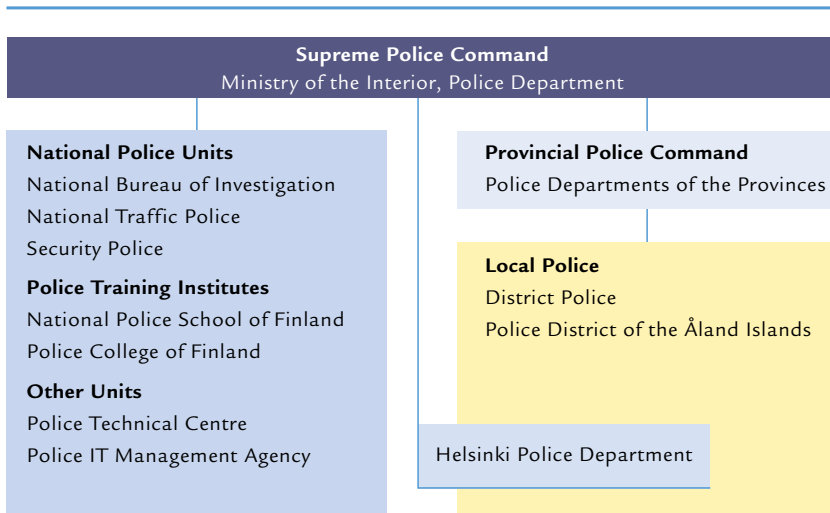 Supreme Police Command
Ministry of the Interior, Police Department
National Police Units
National Bureau of Investigation
National Traffic Police
Security Police
Police Training Institutes
National Police School of Finland
Police College of Finland
Other Units
Police Technical Centre
Police IT Management Agency
Provincial Police Command
Police Departments of the Provinces
Local Police
District Police
Police District of the Åland Islands
Helsinki Police Department